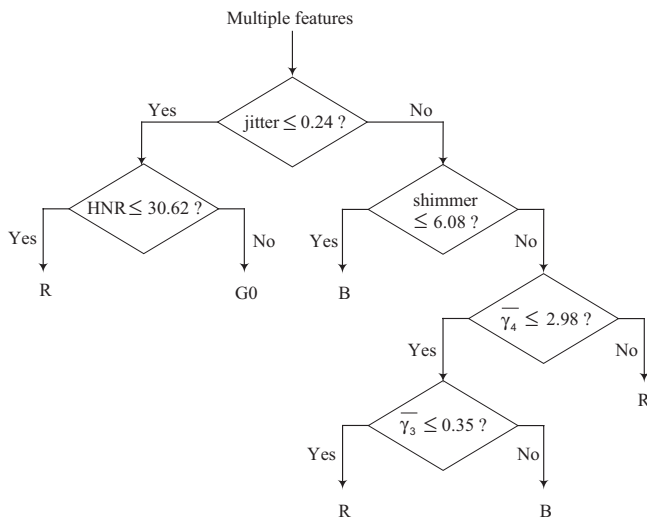 Multiple features
Yes
jitter ≤ 0.24 ?
No
HNR ≤ 30.62 ?
shimmer
≤ 6.08 ?
Yes
No
Yes
No
R
G0
B
γ̅₄ ≤ 2.98 ?
Yes
No
R
γ̅₃ ≤ 0.35 ?
Yes
No
R
B